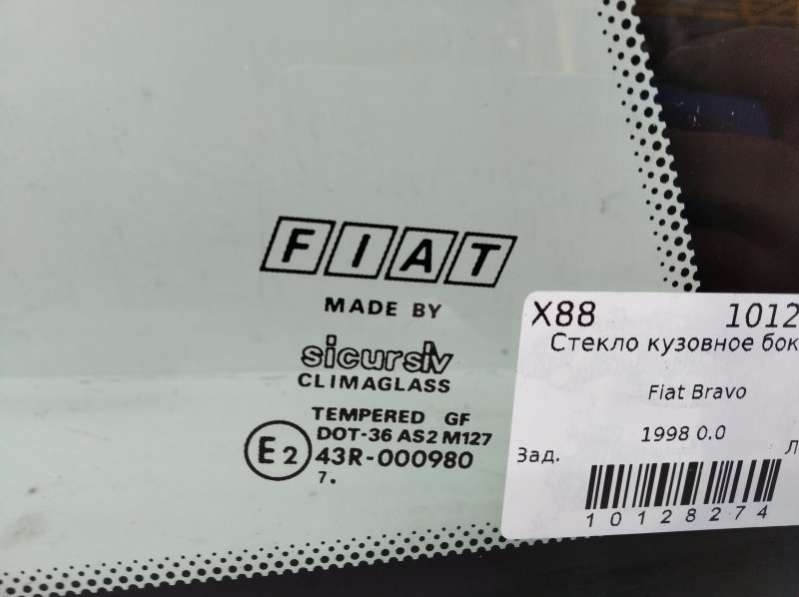 FIAT
MADE BY
sicursiv
CLIMAGLASS
TEMPERED GF
DOT-36 AS2 M127
E2
43R-000980
7.
X88 1012
Стекло кузовное бок
Fiat Bravo
1998 0.0
Зад. Л
10128274